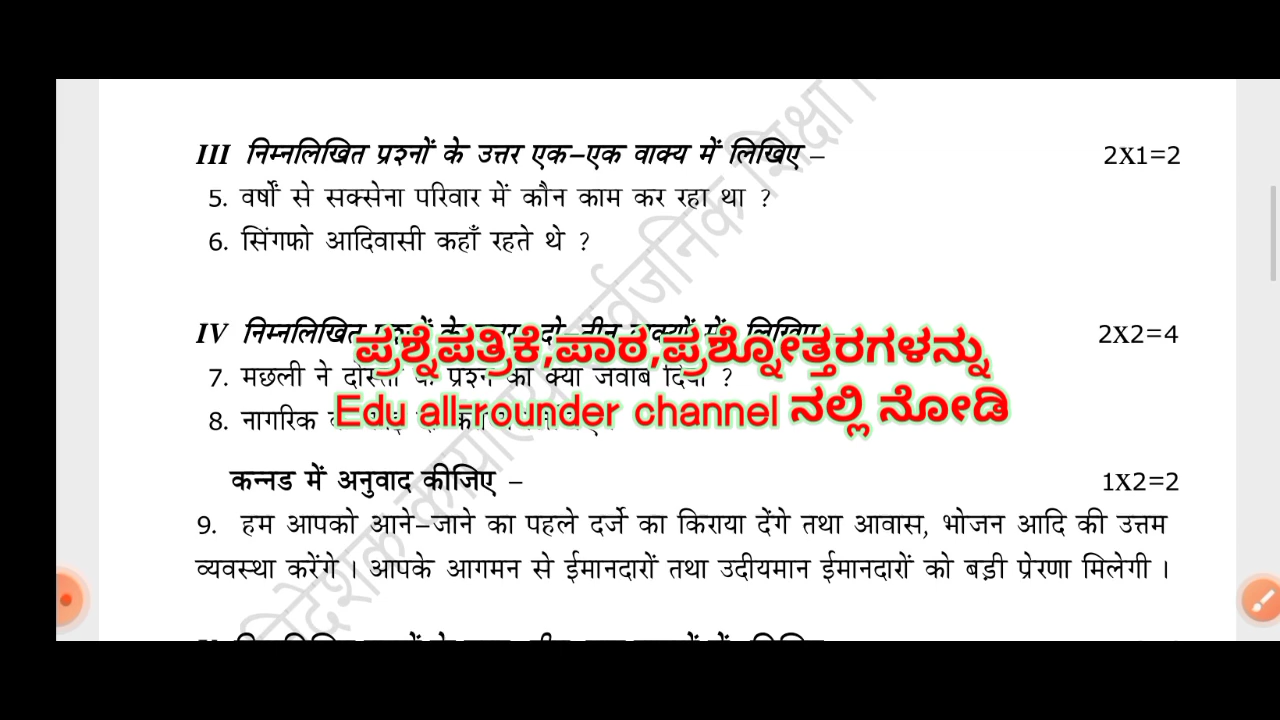 III निम्नलिखित प्रश्नों के उत्तर एक–एक वाक्य में लिखिए – 2X1=2
5. वर्षों से सक्सेना परिवार में कौन काम कर रहा था ?
6. सिंगफो आदिवासी कहाँ रहते थे ?
IV निम्नलिखित 2X2=4
ಪ್ರಶ್ನೆಪತ್ರಿಕೆ,ಪಾಠ,ಪ್ರಶ್ನೋತ್ತರಗಳನ್ನು
7. मछली ने प्रश्न का क्या जवाब दिया ?
Edu all-rounder channel ನಲ್ಲಿ ನೋಡಿ
8. नागरिक
कन्नड में अनुवाद कीजिए – 1X2=2
9. हम आपको आने–जाने का पहले दर्जे का किराया देंगे तथा आवास, भोजन आदि की उत्तम
व्यवस्था करेंगे । आपके आगमन से ईमानदारों तथा उदीयमान ईमानदारों को बड़ी प्रेरणा मिलेगी ।